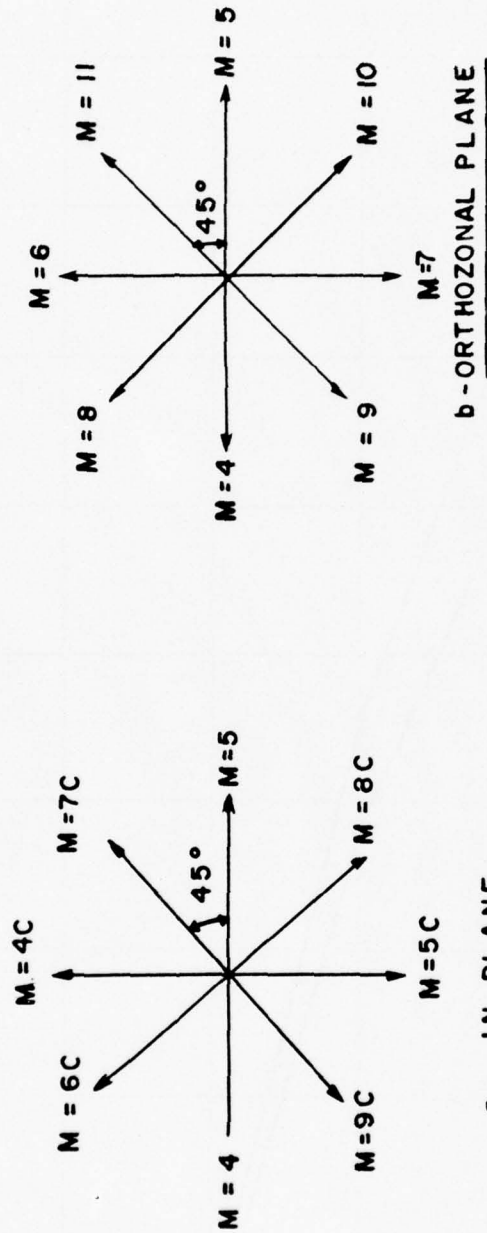 M = 4C
M = 6C
M = 7C
45°
M = 4
M = 5
M = 9C
M = 8C
M = 5C
IN PLANE
M = 6
M = 8
M = 11
45°
M = 4
M = 5
M = 9
M = 10
M = 7
b - ORTHOZONAL PLANE